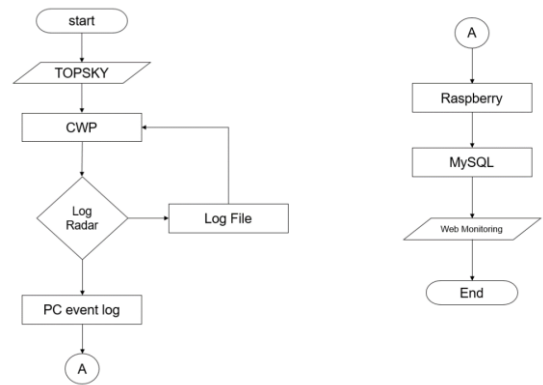 start
TOPSKY
CWP
Log
Radar
Log File
PC event log
A
A
Raspberry
MySQL
Web Monitoring
End